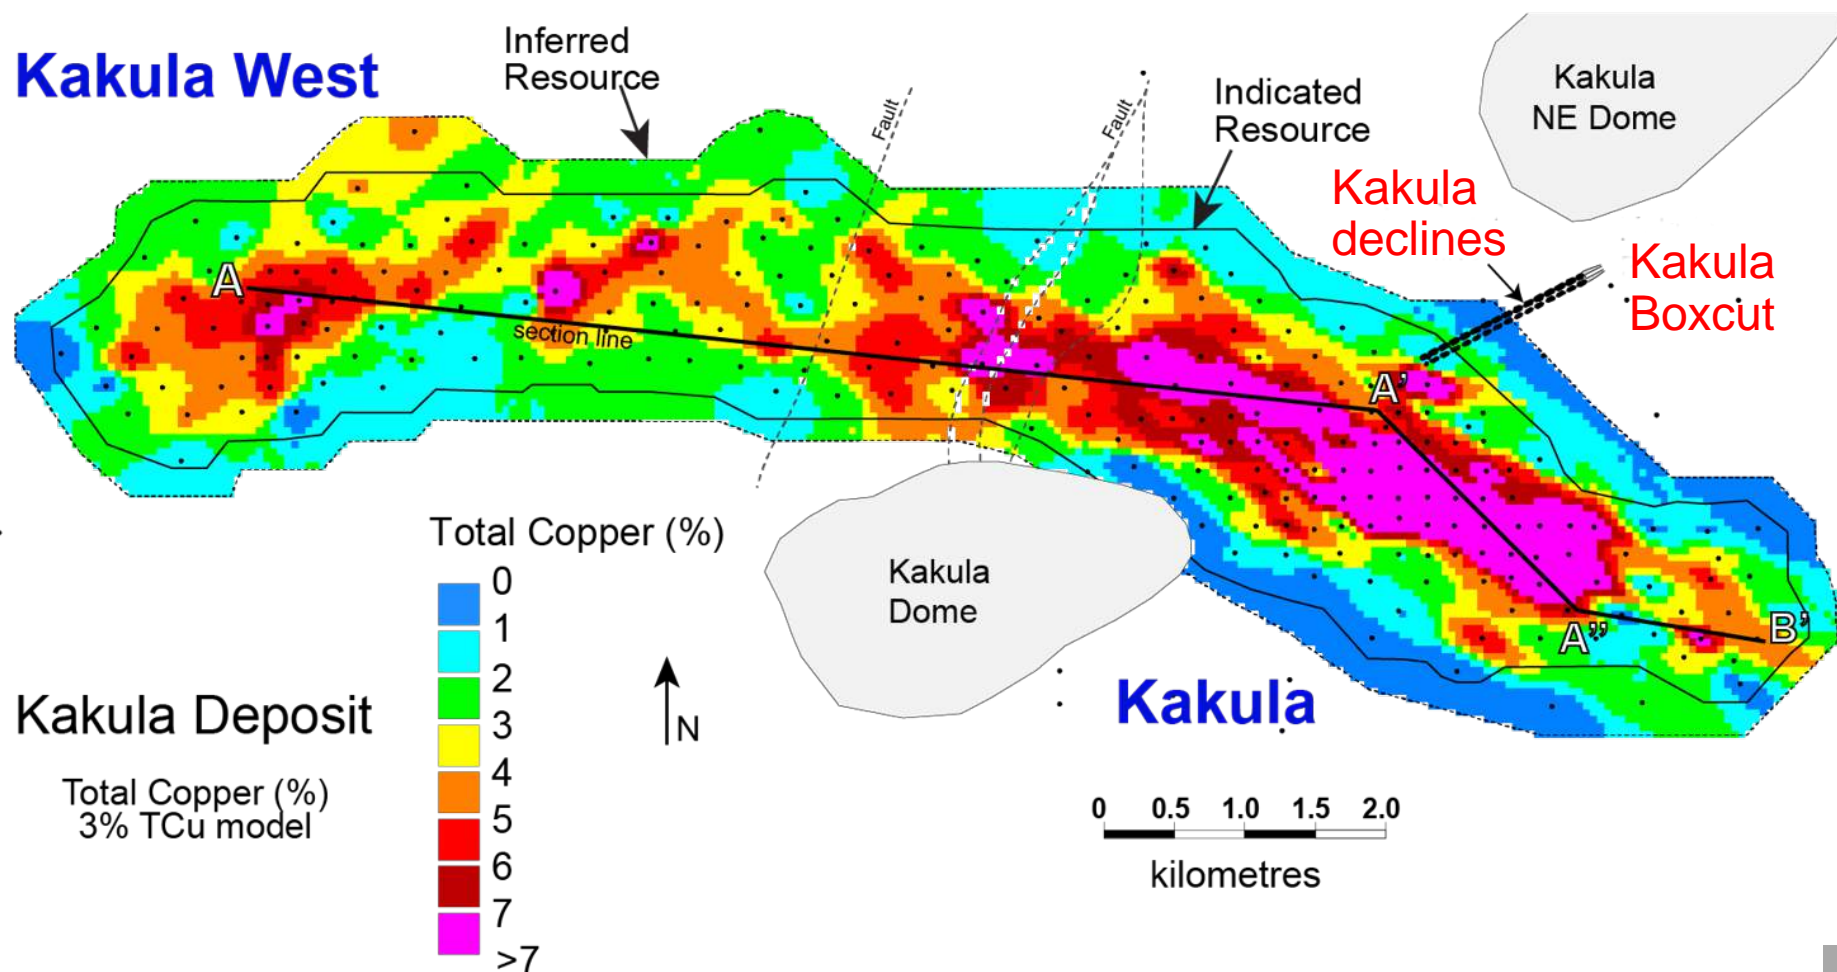 Kakula West
Inferred
Resource
Fault
Fault
Indicated
Resource
Kakula
NE Dome
Kakula
declines
Kakula
Boxcut
A
section line
A'
A”
B'
Total Copper (%)
0
1
2
3
4
5
6
7
>7
Kakula
Dome
Kakula
N
Kakula Deposit
Total Copper (%)
3% TCu model
0 0.5 1.0 1.5 2.0
kilometres